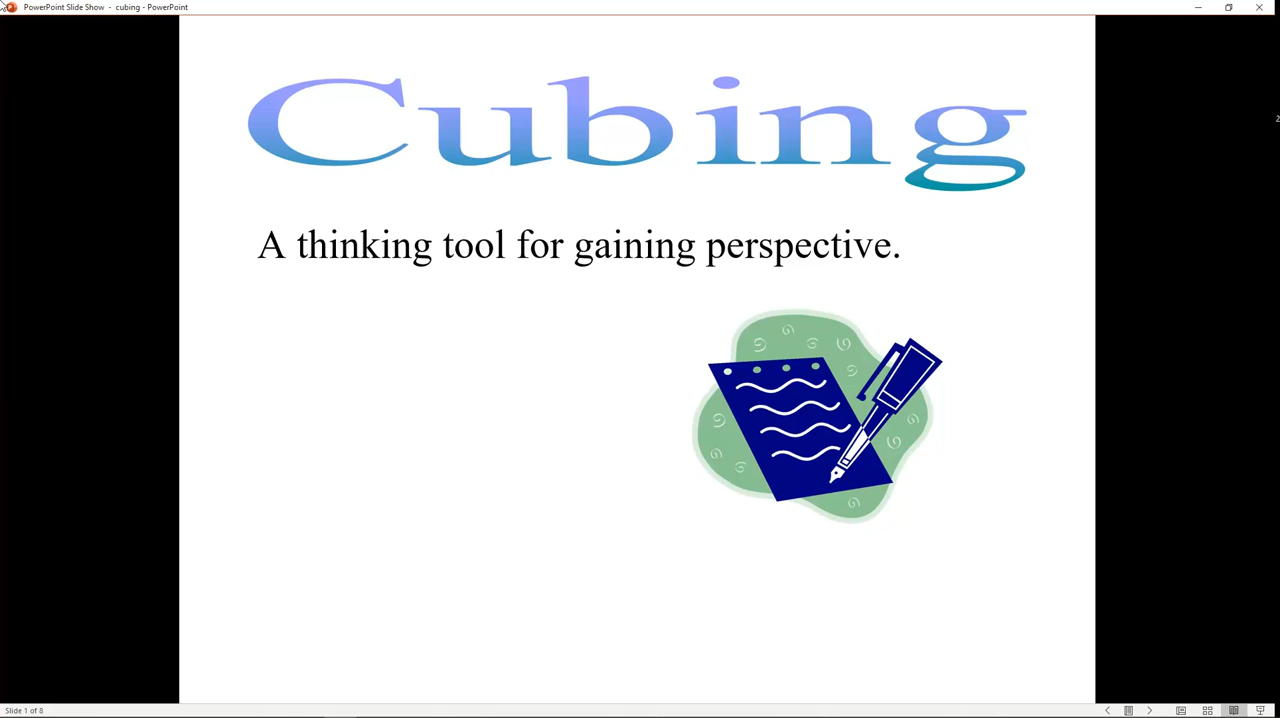 PowerPoint Slide Show - cubing - PowerPoint
Cubing
A thinking tool for gaining perspective.
Slide 1 of 8